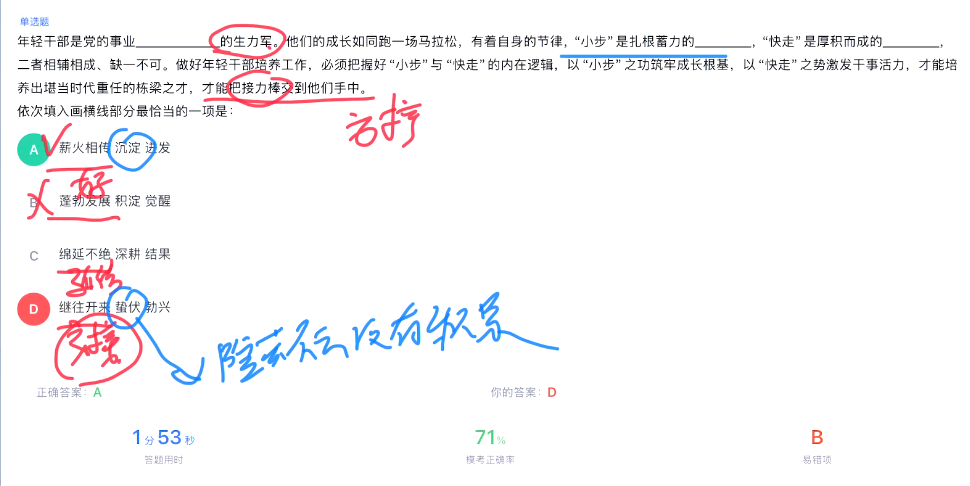 单选题
年轻干部是党的事业____________的生力军。他们的成长如同跑一场马拉松，有着自身的节律，“小步”是扎根蓄力的________，“快走”是厚积而成的________，
二者相辅相成、缺一不可。做好年轻干部培养工作，必须把握好“小步”与“快走”的内在逻辑，以“小步”之功筑牢成长根基，以“快走”之势激发干事活力，才能培
养出堪当时代重任的栋梁之才，才能把接力棒交到他们手中。
依次填入画横线部分最恰当的一项是：
A 薪火相传 沉淀 迸发
好
B 蓬勃发展 积淀 觉醒
C 绵延不绝 深耕 结果
D 继往开来 蛰伏 勃兴
没有积累
正确答案：A
你的答案：D
1分53秒
71%
B
答题用时
模考正确率
易错项